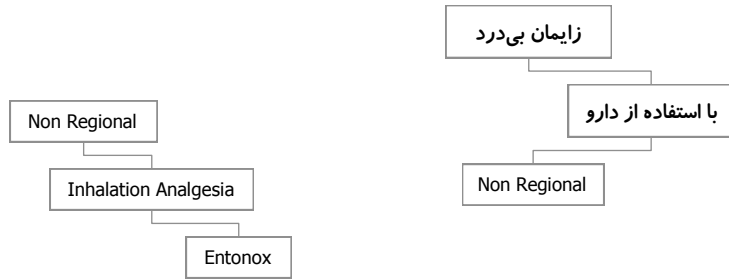 زایمان بی‌درد
با استفاده از دارو
Non Regional
Non Regional
Inhalation Analgesia
Entonox